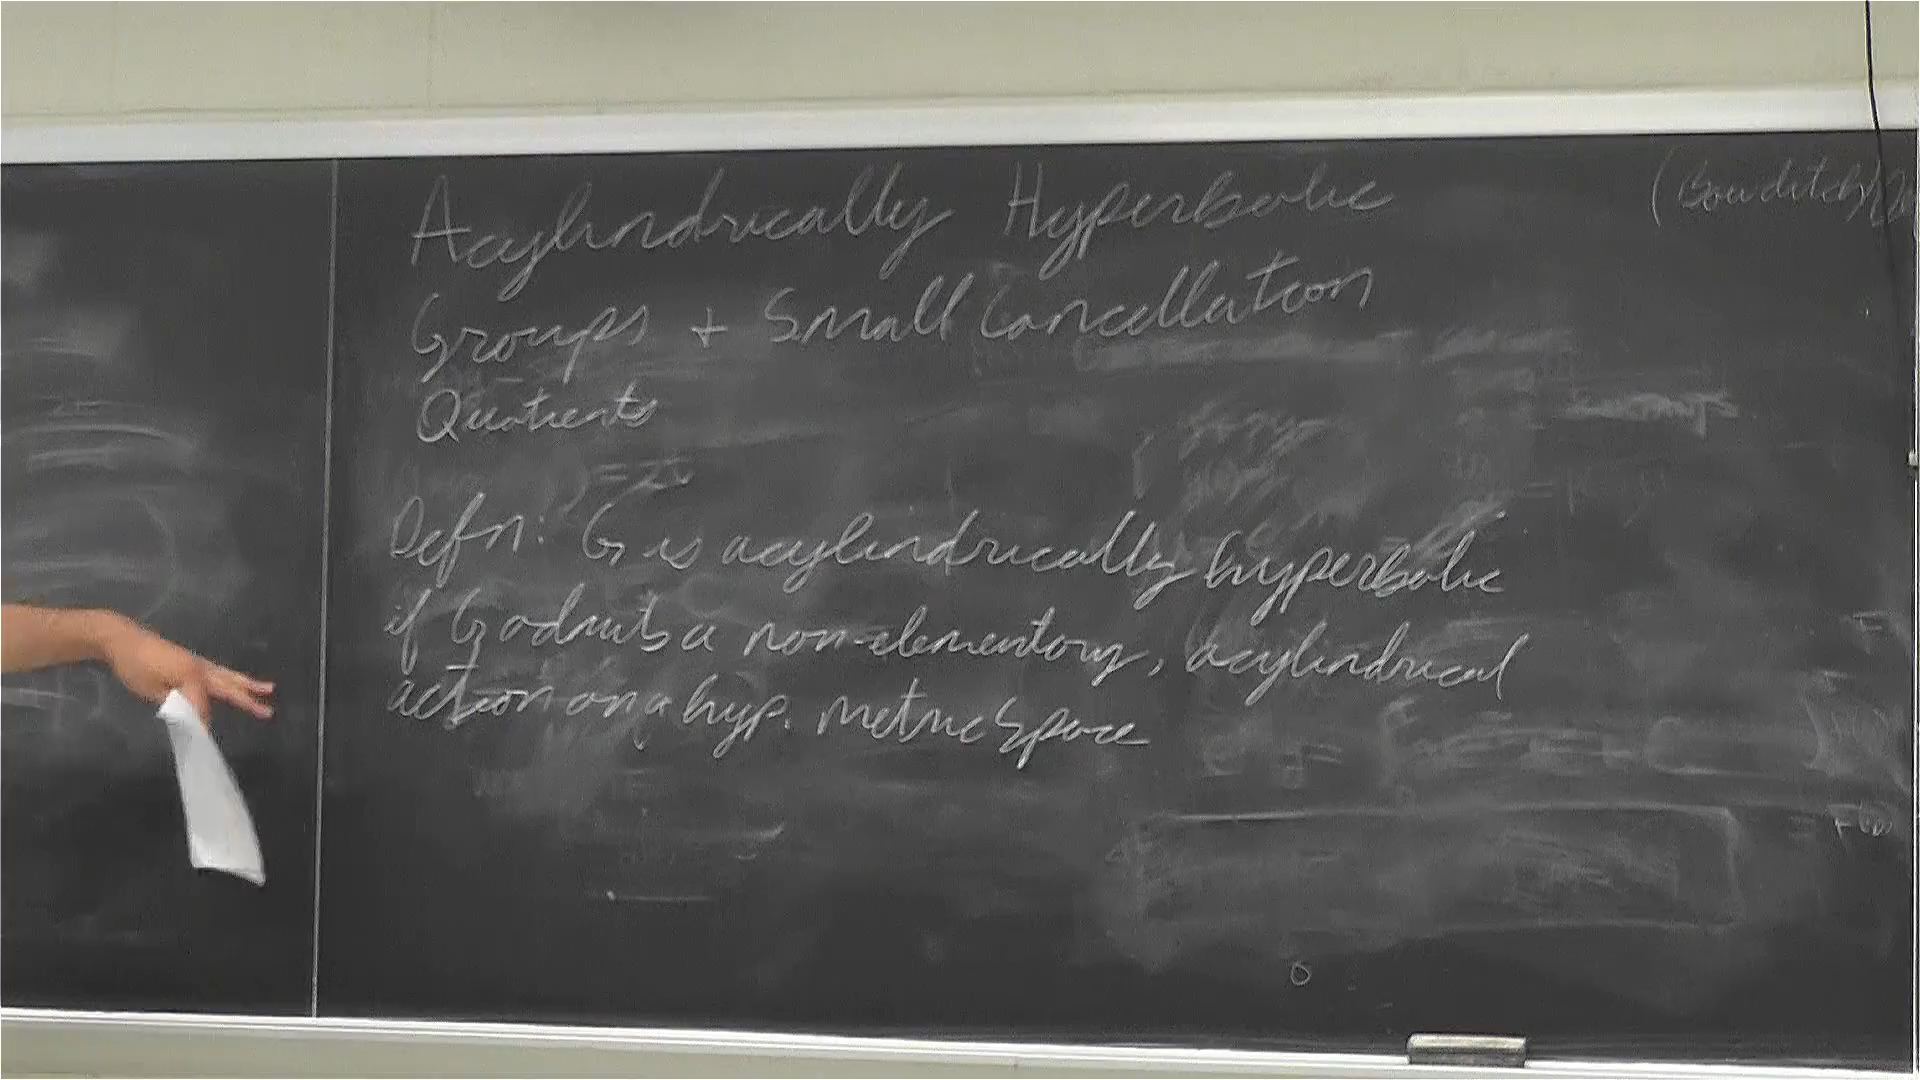 Acylindrically Hyperbolic
Groups + Small Cancellation
Quotients
(Bowditch)
Defn: G is acylindrically hyperbolic
if G admits a non-elementary, acylindrical
action on a hyp. metric space